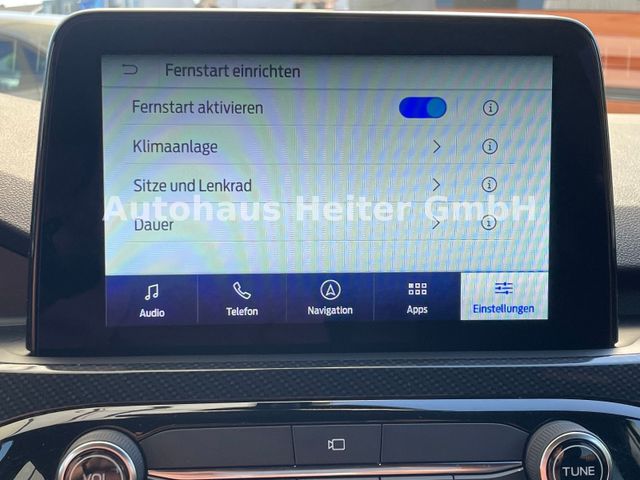 Fernstart einrichten
Fernstart aktivieren
Klimaanlage
Sitze und Lenkrad
Autohaus Heiter GmbH
Dauer
Audio
Telefon
Navigation
Apps
Einstellungen
VOL
TUNE